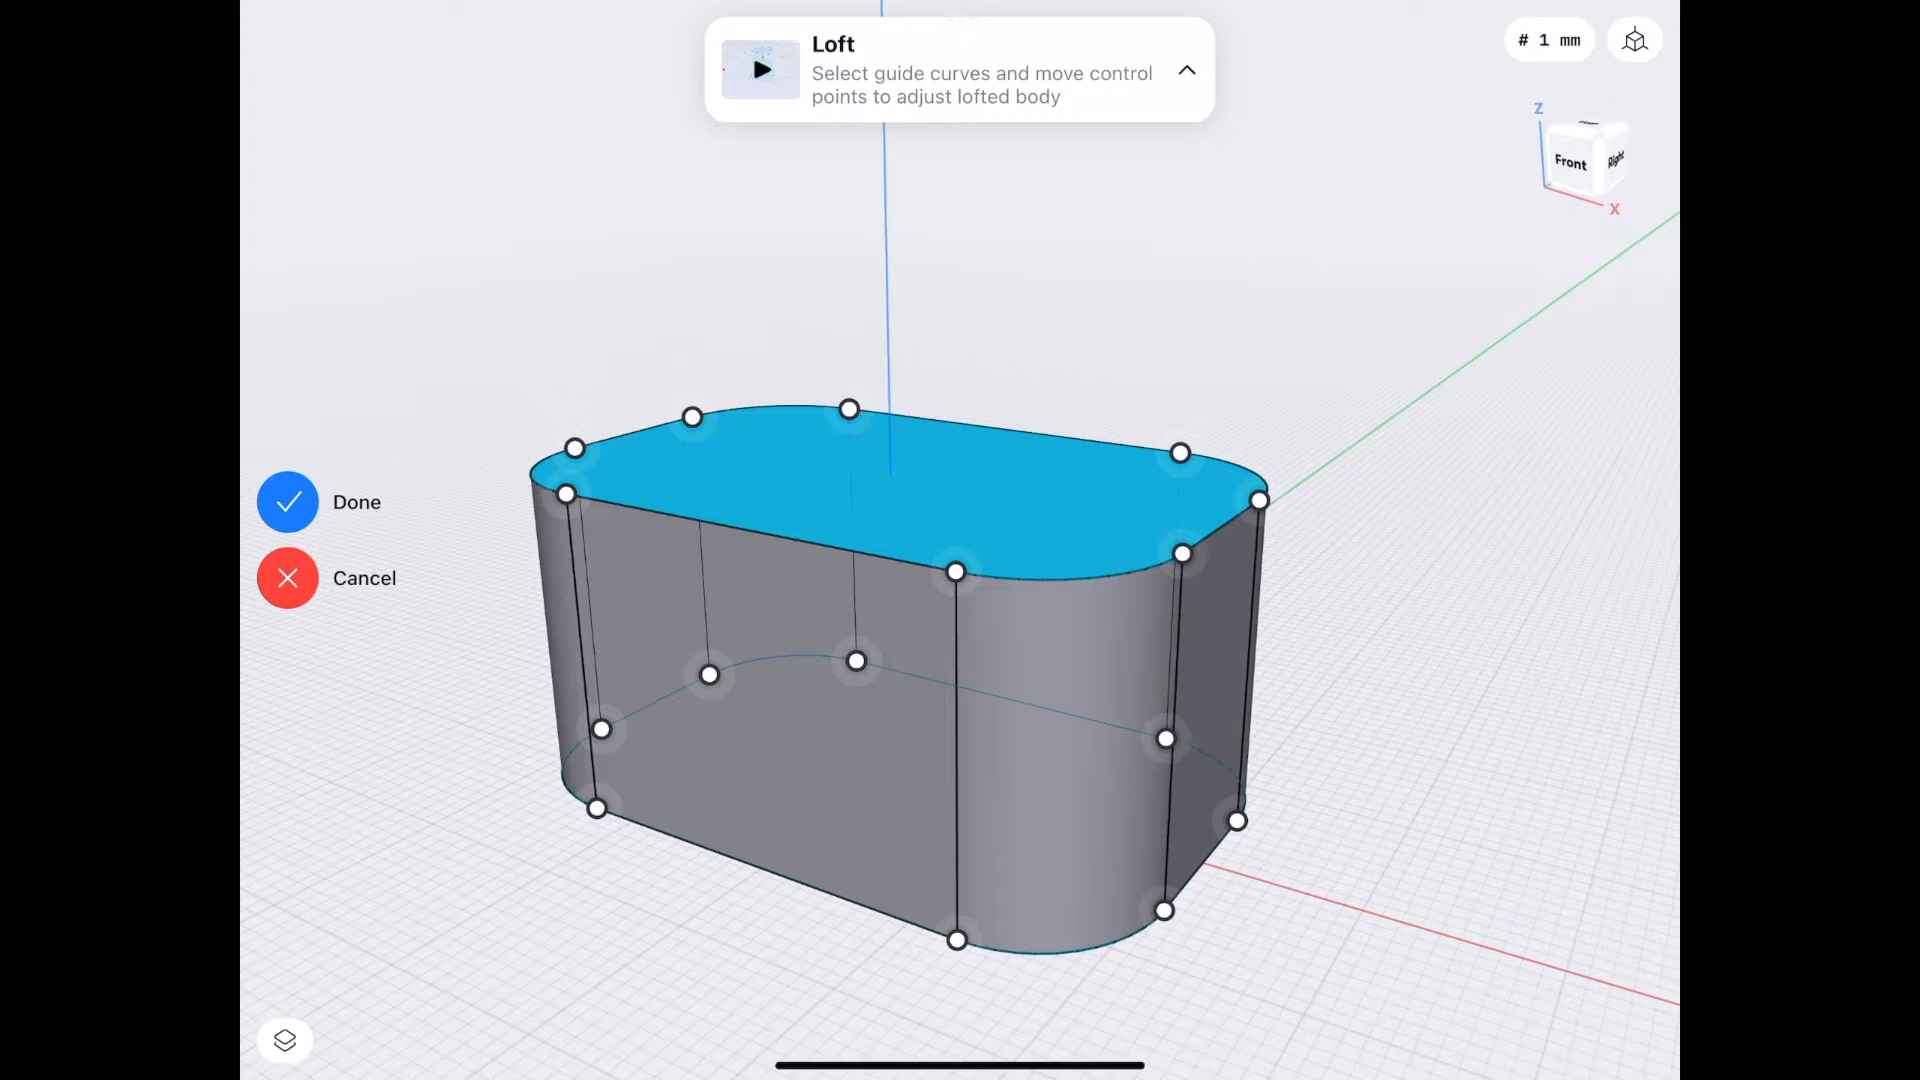 Loft
Select guide curves and move control
points to adjust lofted body
# 1 mm
Z
Front
Right
X
Done
Cancel